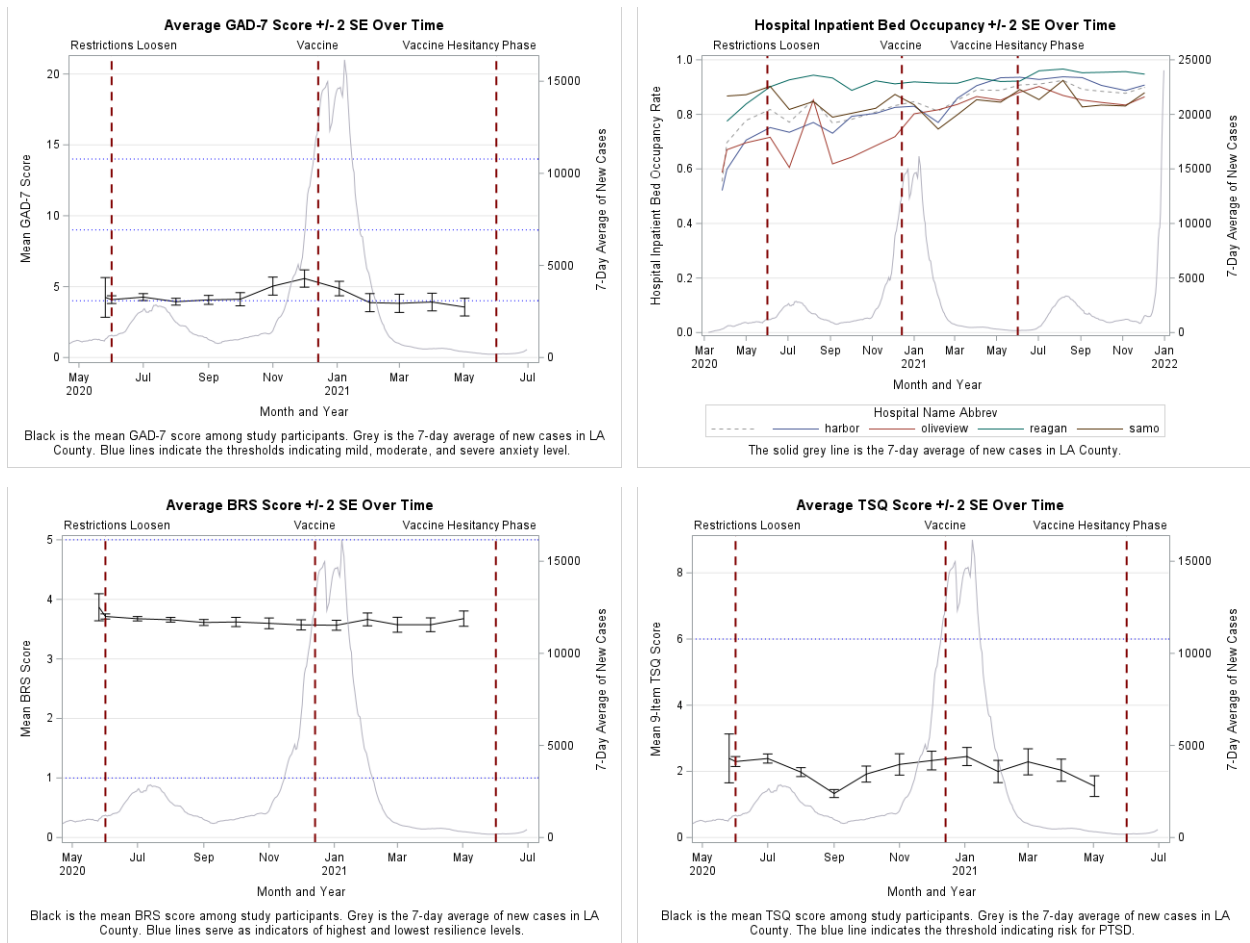 Average GAD-7 Score +/- 2 SE Over Time
Restrictions Loosen Vaccine Vaccine Hesitancy Phase
20
15
10
5
0
Mean GAD-7 Score
15000
10000
5000
0
7-Day Average of New Cases
May Jul Sep Nov Jan Mar May Jul
2020 2021
Month and Year
Black is the mean GAD-7 score among study participants. Grey is the 7-day average of new cases in LA
County. Blue lines indicate the thresholds indicating mild, moderate, and severe anxiety level.
Hospital Inpatient Bed Occupancy +/- 2 SE Over Time
Restrictions Loosen Vaccine Vaccine Hesitancy Phase
1.0
0.8
0.6
0.4
0.2
0.0
Hospital Inpatient Bed Occupancy Rate
25000
20000
15000
10000
5000
0
7-Day Average of New Cases
Mar May Jul Sep Nov Jan Mar May Jul Sep Nov Jan
2020 2021 2022
Month and Year
Hospital Name Abbrev
harbor oliveview reagan samo
The solid grey line is the 7-day average of new cases in LA County.
Average BRS Score +/- 2 SE Over Time
Restrictions Loosen Vaccine Vaccine Hesitancy Phase
5
4
3
2
1
0
Mean BRS Score
15000
10000
5000
0
7-Day Average of New Cases
May Jul Sep Nov Jan Mar May Jul
2020 2021
Month and Year
Black is the mean BRS score among study participants. Grey is the 7-day average of new cases in LA
County. Blue lines serve as indicators of highest and lowest resilience levels.
Average TSQ Score +/- 2 SE Over Time
Restrictions Loosen Vaccine Vaccine Hesitancy Phase
8
6
4
2
0
Mean 9-Item TSQ Score
15000
10000
5000
0
7-Day Average of New Cases
May Jul Sep Nov Jan Mar May Jul
2020 2021
Month and Year
Black is the mean TSQ score among study participants. Grey is the 7-day average of new cases in LA
County. The blue line indicates the threshold indicating risk for PTSD.